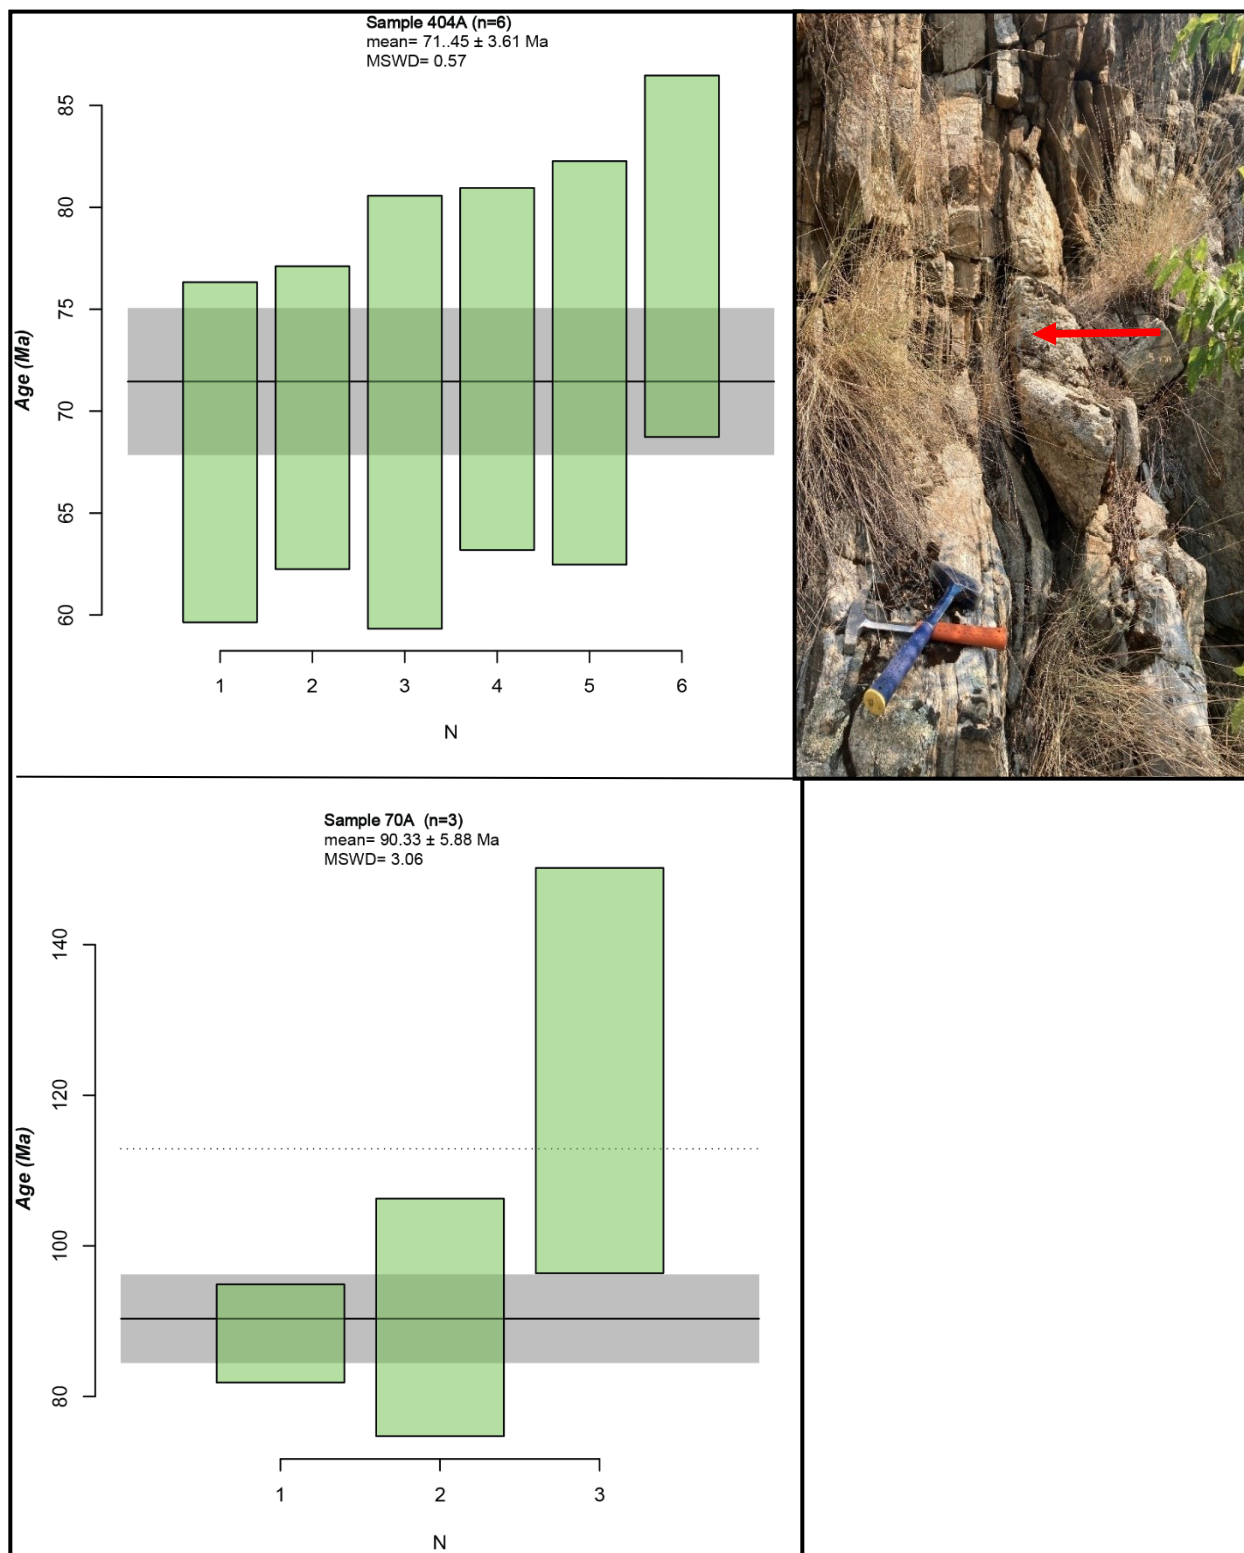 Sample 404A (n=6)
mean= 71..45 ± 3.61 Ma
MSWD= 0.57
Age (Ma)
85
80
75
70
65
60
1 2 3 4 5 6
N
Sample 70A (n=3)
mean= 90.33 ± 5.88 Ma
MSWD= 3.06
Age (Ma)
140
120
100
80
1 2 3
N